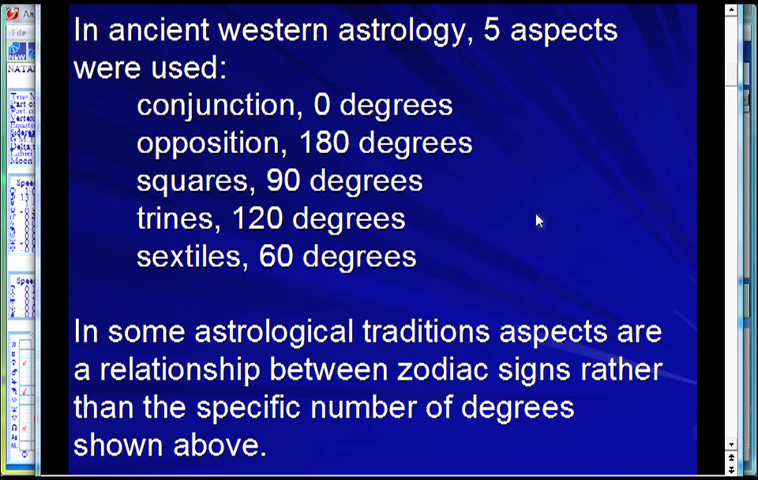 In ancient western astrology, 5 aspects
were used:
conjunction, 0 degrees
opposition, 180 degrees
squares, 90 degrees
trines, 120 degrees
sextiles, 60 degrees
In some astrological traditions aspects are
a relationship between zodiac signs rather
than the specific number of degrees
shown above.